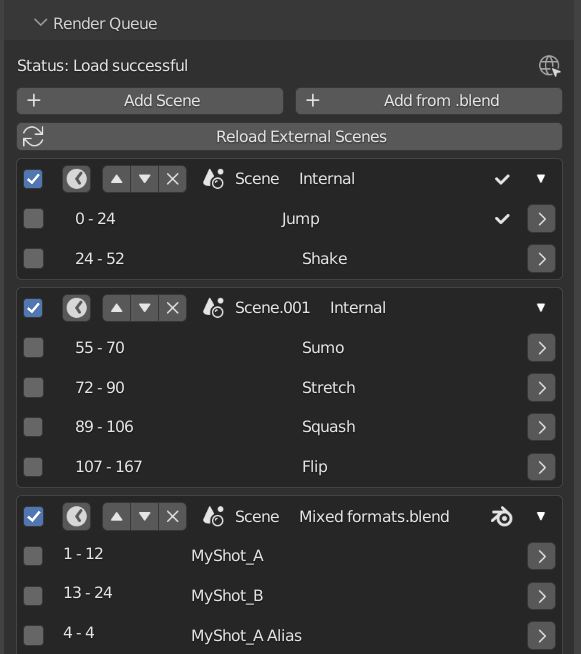 Render Queue
Status: Load successful
Add Scene Add from .blend
Reload External Scenes
Scene Internal
0 - 24 Jump
24 - 52 Shake
Scene.001 Internal
55 - 70 Sumo
72 - 90 Stretch
89 - 106 Squash
107 - 167 Flip
Scene Mixed formats.blend
1 - 12 MyShot_A
13 - 24 MyShot_B
4 - 4 MyShot_A Alias